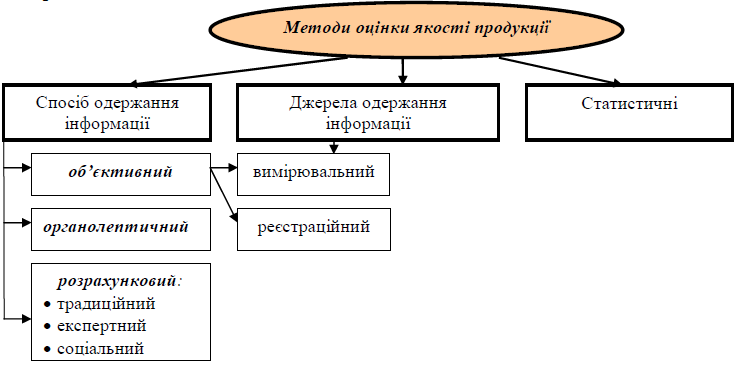 Методи оцінки якості продукції
Спосіб одержання
інформації
Джерела одержання
інформації
Статистичні
об’єктивний
вимірювальний
органолептичний
реєстраційний
розрахунковий:
• традиційний
• експертний
• соціальний